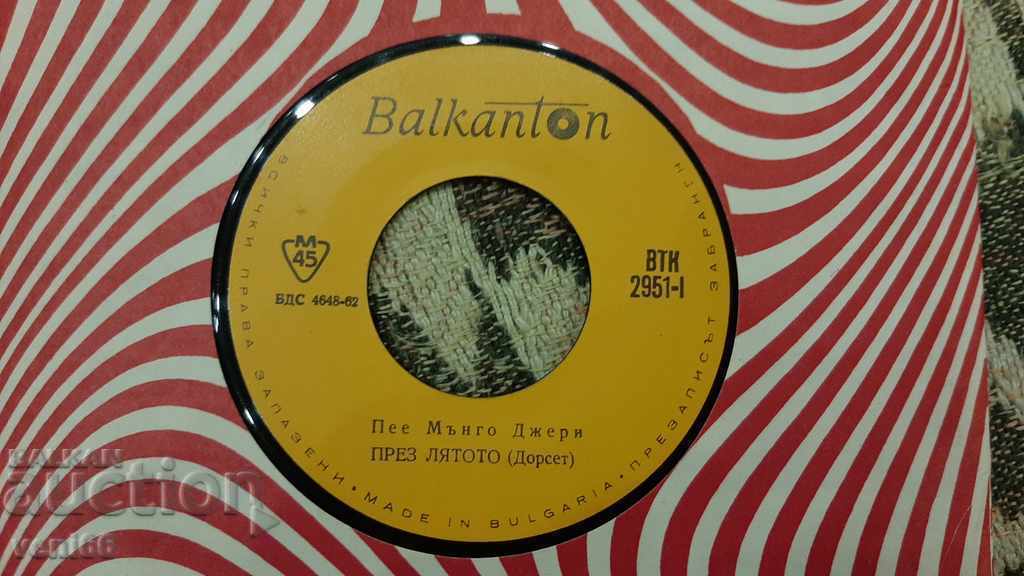 Balkanton
M
45
БДС 4648-62
ВТК
2951-I
Пее Мънго Джери
ПРЕЗ ЛЯТОТО (Дорсет)
ВСИЧКИ ПРАВА ЗАПАЗЕНИ • MADE IN BULGARIA • ПРЕЗАПИСЪТ ЗАБРАНЕН
BALKAN
auction
veni66